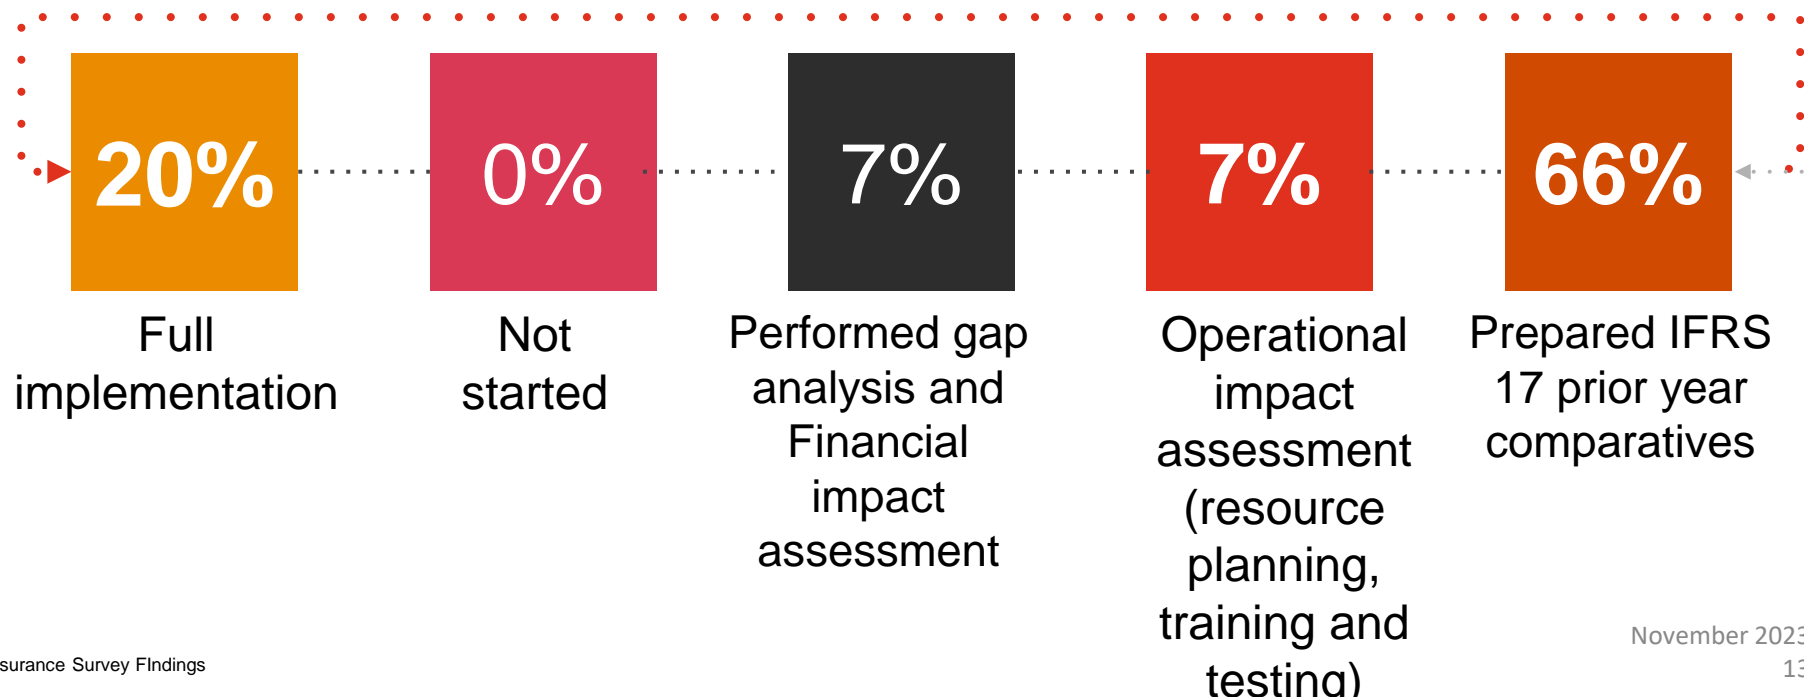 20%
0%
7%
7%
66%
Full
implementation
Not
started
Performed gap
analysis and
Financial
impact
assessment
Operational
impact
assessment
(resource
planning,
training and
testing)
Prepared IFRS
17 prior year
comparatives
November 2023
surance Survey FIndings
13